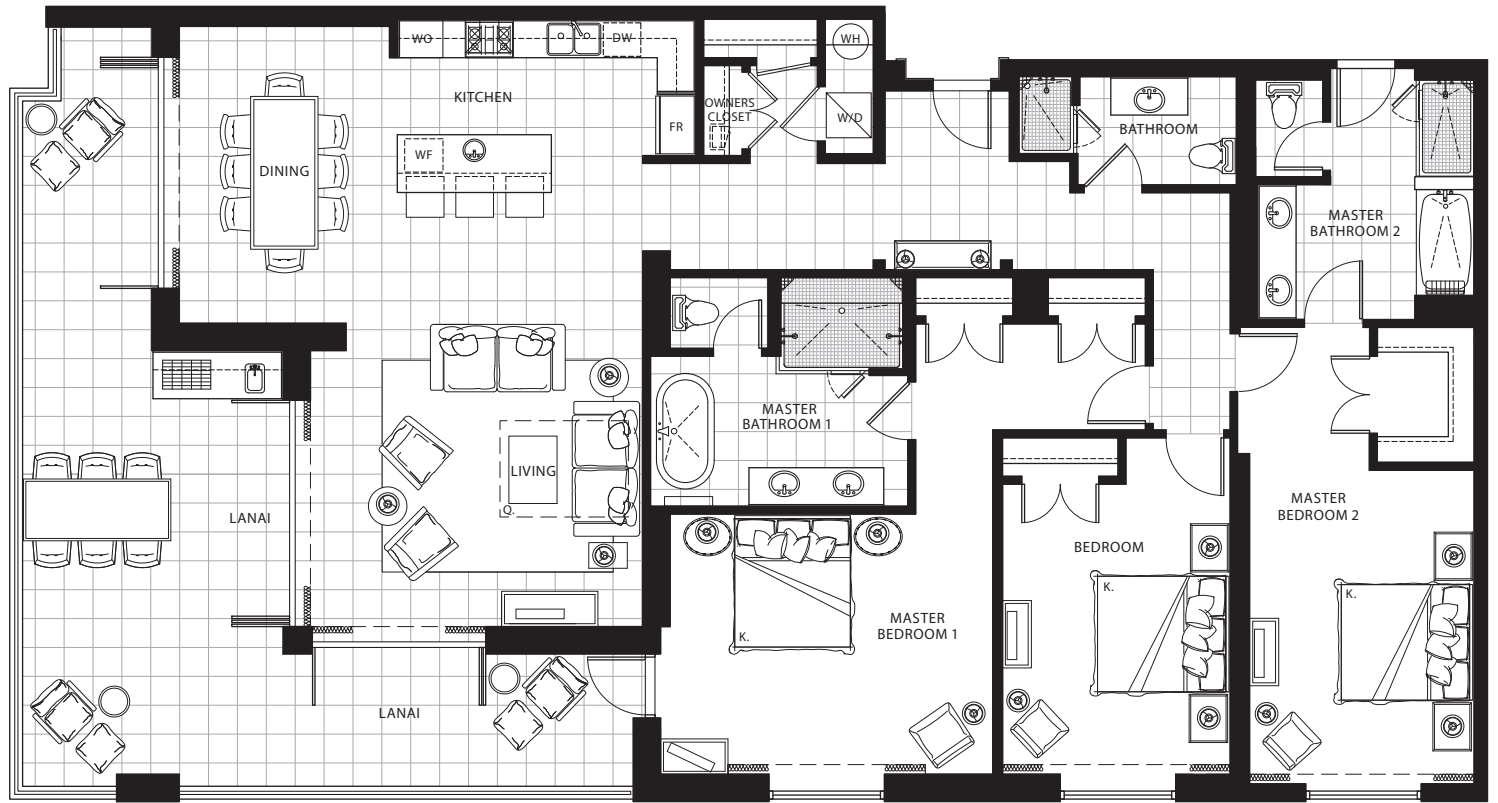 WO
DW
WH
KITCHEN
OWNERS
CLOSET
FR
W/D
BATHROOM
WF
DINING
MASTER
BATHROOM 2
MASTER
BATHROOM 1
LIVING
Q.
LANAI
MASTER
BEDROOM 2
BEDROOM
K.
K.
MASTER
BEDROOM 1
K.
LANAI